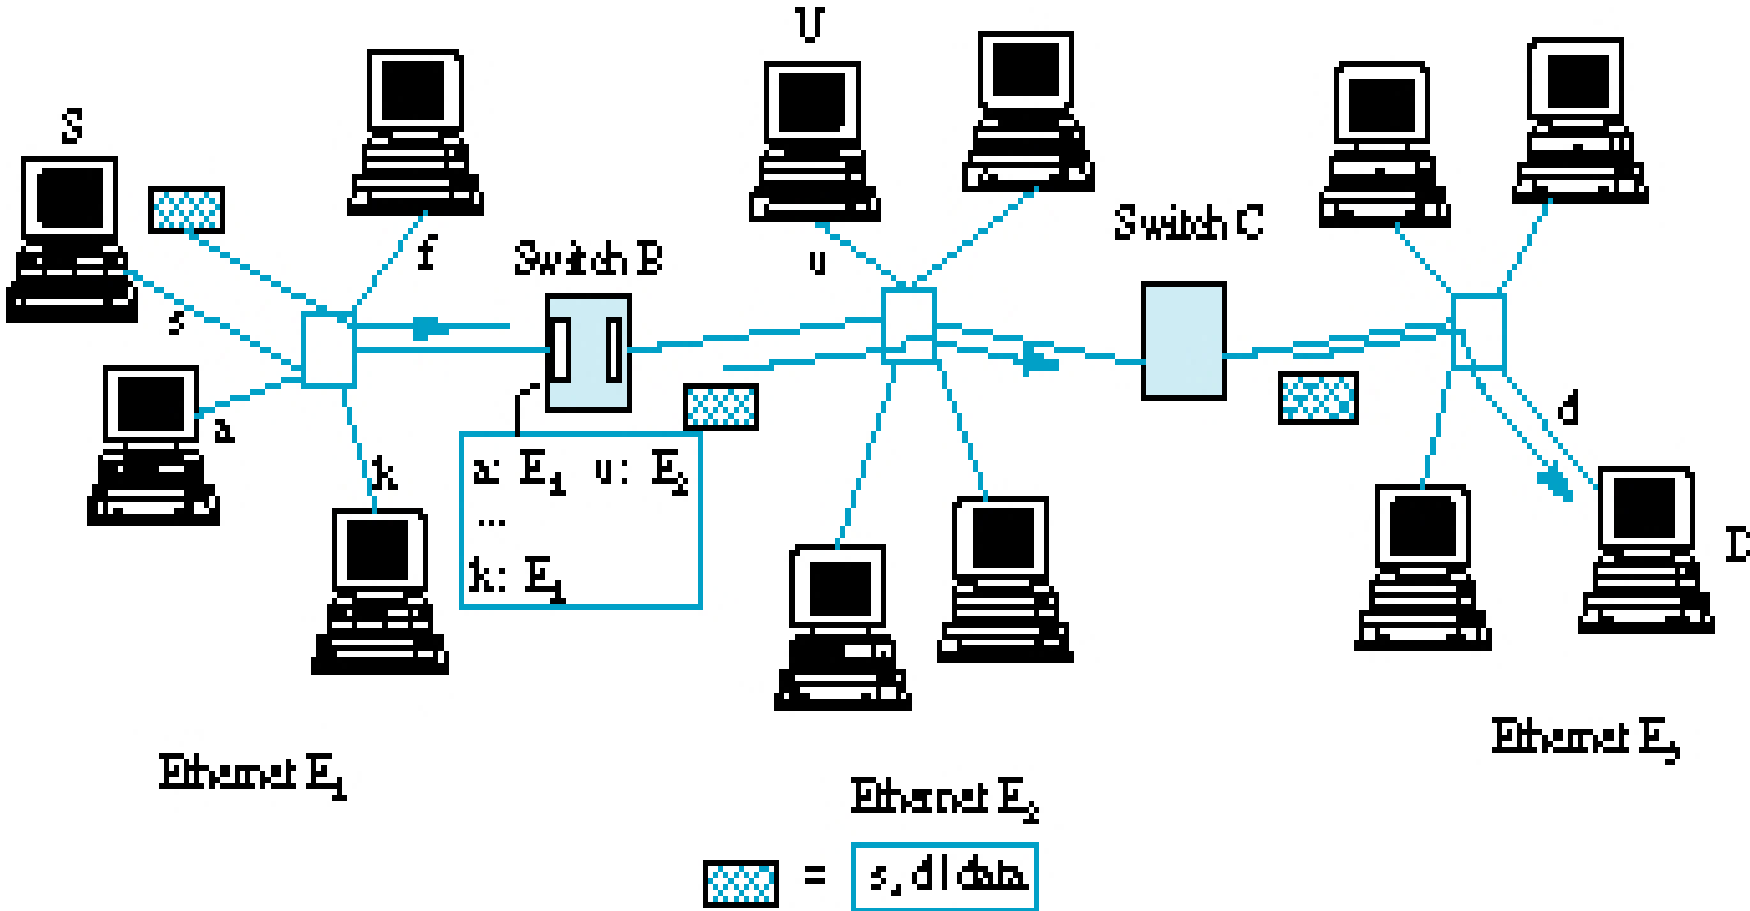 U
S
f
Switch B
Switch C
u
s
a
k
d
a: E1 u: E2
...
k: E1
D
Ethernet E1
Ethernet E2
Ethernet E3
= s, d | data